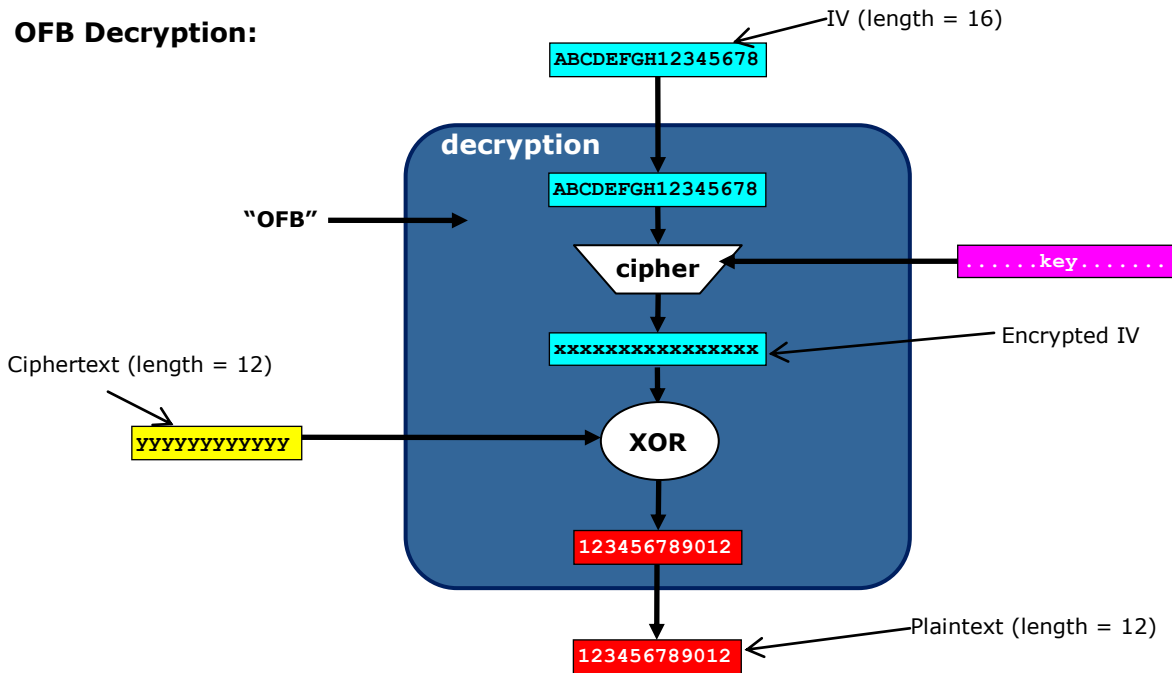 OFB Decryption:
IV (length = 16)
ABCDEFGH12345678
decryption
ABCDEFGH12345678
“OFB”
cipher
......key.......
xxxxxxxxxxxxxxxx
Encrypted IV
Ciphertext (length = 12)
yyyyyyyyyyyy
XOR
123456789012
Plaintext (length = 12)
123456789012